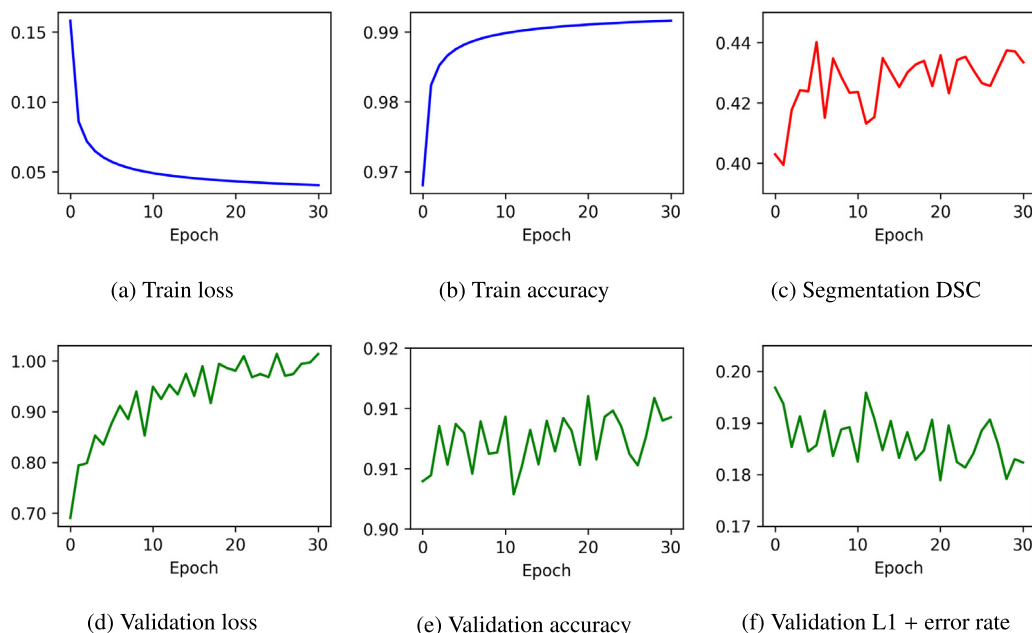 0.15
0.10
0.05
0 10 20 30
Epoch
(a) Train loss
0.99
0.98
0.97
0 10 20 30
Epoch
(b) Train accuracy
0.44
0.42
0.40
0 10 20 30
Epoch
(c) Segmentation DSC
1.00
0.90
0.80
0.70
0 10 20 30
Epoch
(d) Validation loss
0.92
0.91
0.91
0.90
0 10 20 30
Epoch
(e) Validation accuracy
0.20
0.19
0.18
0.17
0 10 20 30
Epoch
(f) Validation L1 + error rate